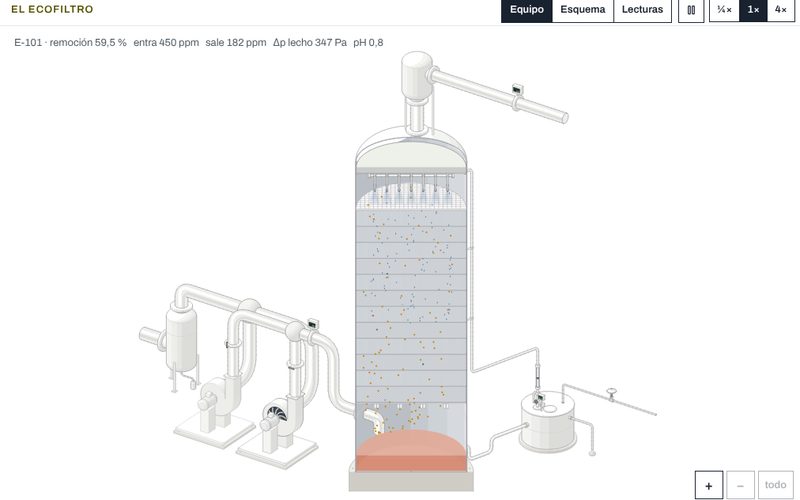 EL ECOFILTRO
Equipo Esquema Lecturas ¼× 1× 4×
E-101 · remoción 59,5 % entra 450 ppm sale 182 ppm Δp lecho 347 Pa pH 0,8
+ − todo